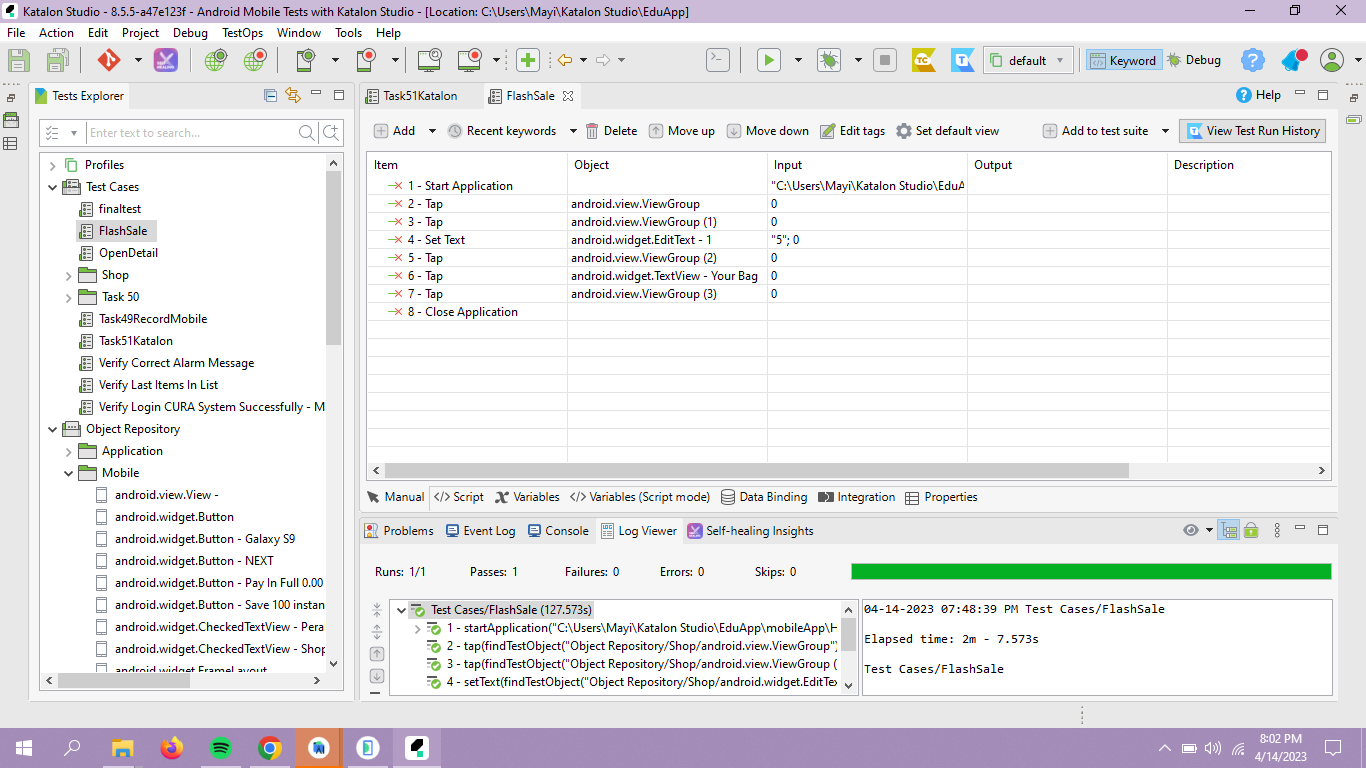 Katalon Studio - 8.5.5-a47e123f - Android Mobile Tests with Katalon Studio - [Location: C:\Users\Mayi\Katalon Studio\EduApp]
File Action Edit Project Debug TestOps Window Tools Help
default Keyword Debug
Tests Explorer
Enter text to search...
Profiles
Test Cases
finaltest
FlashSale
OpenDetail
Shop
Task 50
Task49RecordMobile
Task51Katalon
Verify Correct Alarm Message
Verify Last Items In List
Verify Login CURA System Successfully - M
Object Repository
Application
Mobile
android.view.View -
android.widget.Button
android.widget.Button - Galaxy S9
android.widget.Button - NEXT
android.widget.Button - Pay In Full 0.00
android.widget.Button - Save 100 instan
android.widget.CheckedTextView - Pera
android.widget.CheckedTextView - Shop
android.widget.FrameLayout
Task51Katalon FlashSale Help
Add Recent keywords Delete Move up Move down Edit tags Set default view Add to test suite View Test Run History
Item Object Input Output Description
1 - Start Application "C:\Users\Mayi\Katalon Studio\EduA
2 - Tap android.view.ViewGroup 0
3 - Tap android.view.ViewGroup (1) 0
4 - Set Text android.widget.EditText - 1 "5"; 0
5 - Tap android.view.ViewGroup (2) 0
6 - Tap android.widget.TextView - Your Bag 0
7 - Tap android.view.ViewGroup (3) 0
8 - Close Application
Manual Script Variables Variables (Script mode) Data Binding Integration Properties
Problems Event Log Console Log Viewer Self-healing Insights
Runs: 1/1 Passes: 1 Failures: 0 Errors: 0 Skips: 0
Test Cases/FlashSale (127.573s)
1 - startApplication("C:\Users\Mayi\Katalon Studio\EduApp\mobileApp\H
2 - tap(findTestObject("Object Repository/Shop/android.view.ViewGroup")
3 - tap(findTestObject("Object Repository/Shop/android.view.ViewGroup (
4 - setText(findTestObject("Object Repository/Shop/android.widget.EditTex
04-14-2023 07:48:39 PM Test Cases/FlashSale
Elapsed time: 2m - 7.573s
Test Cases/FlashSale
8:02 PM
4/14/2023